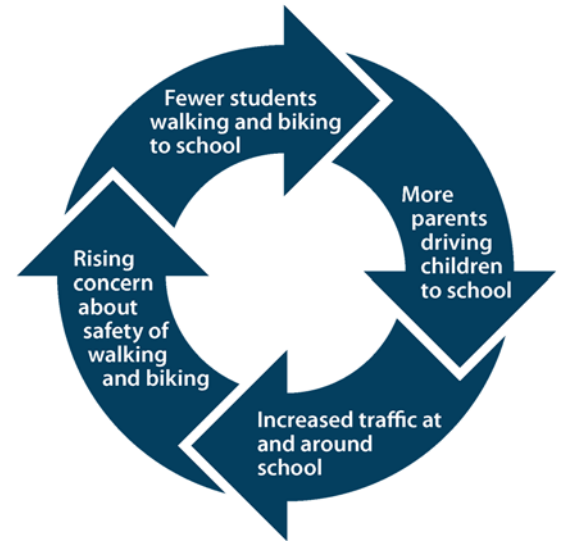 Fewer students
walking and biking
to school
More
parents
driving
children
to school
Increased traffic at
and around
school
Rising
concern
about
safety of
walking
and biking